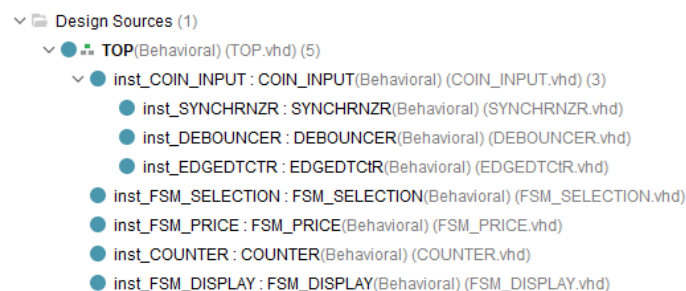 Design Sources (1)
TOP(Behavioral) (TOP.vhd) (5)
inst_COIN_INPUT : COIN_INPUT(Behavioral) (COIN_INPUT.vhd) (3)
inst_SYNCHRNZR : SYNCHRNZR(Behavioral) (SYNCHRNZR.vhd)
inst_DEBOUNCER : DEBOUNCER(Behavioral) (DEBOUNCER.vhd)
inst_EDGEDTCTR : EDGEDTCtR(Behavioral) (EDGEDTCtR.vhd)
inst_FSM_SELECTION : FSM_SELECTION(Behavioral) (FSM_SELECTION.vhd)
inst_FSM_PRICE : FSM_PRICE(Behavioral) (FSM_PRICE.vhd)
inst_COUNTER : COUNTER(Behavioral) (COUNTER.vhd)
inst_FSM_DISPLAY : FSM_DISPLAY(Behavioral) (FSM_DISPLAY.vhd)